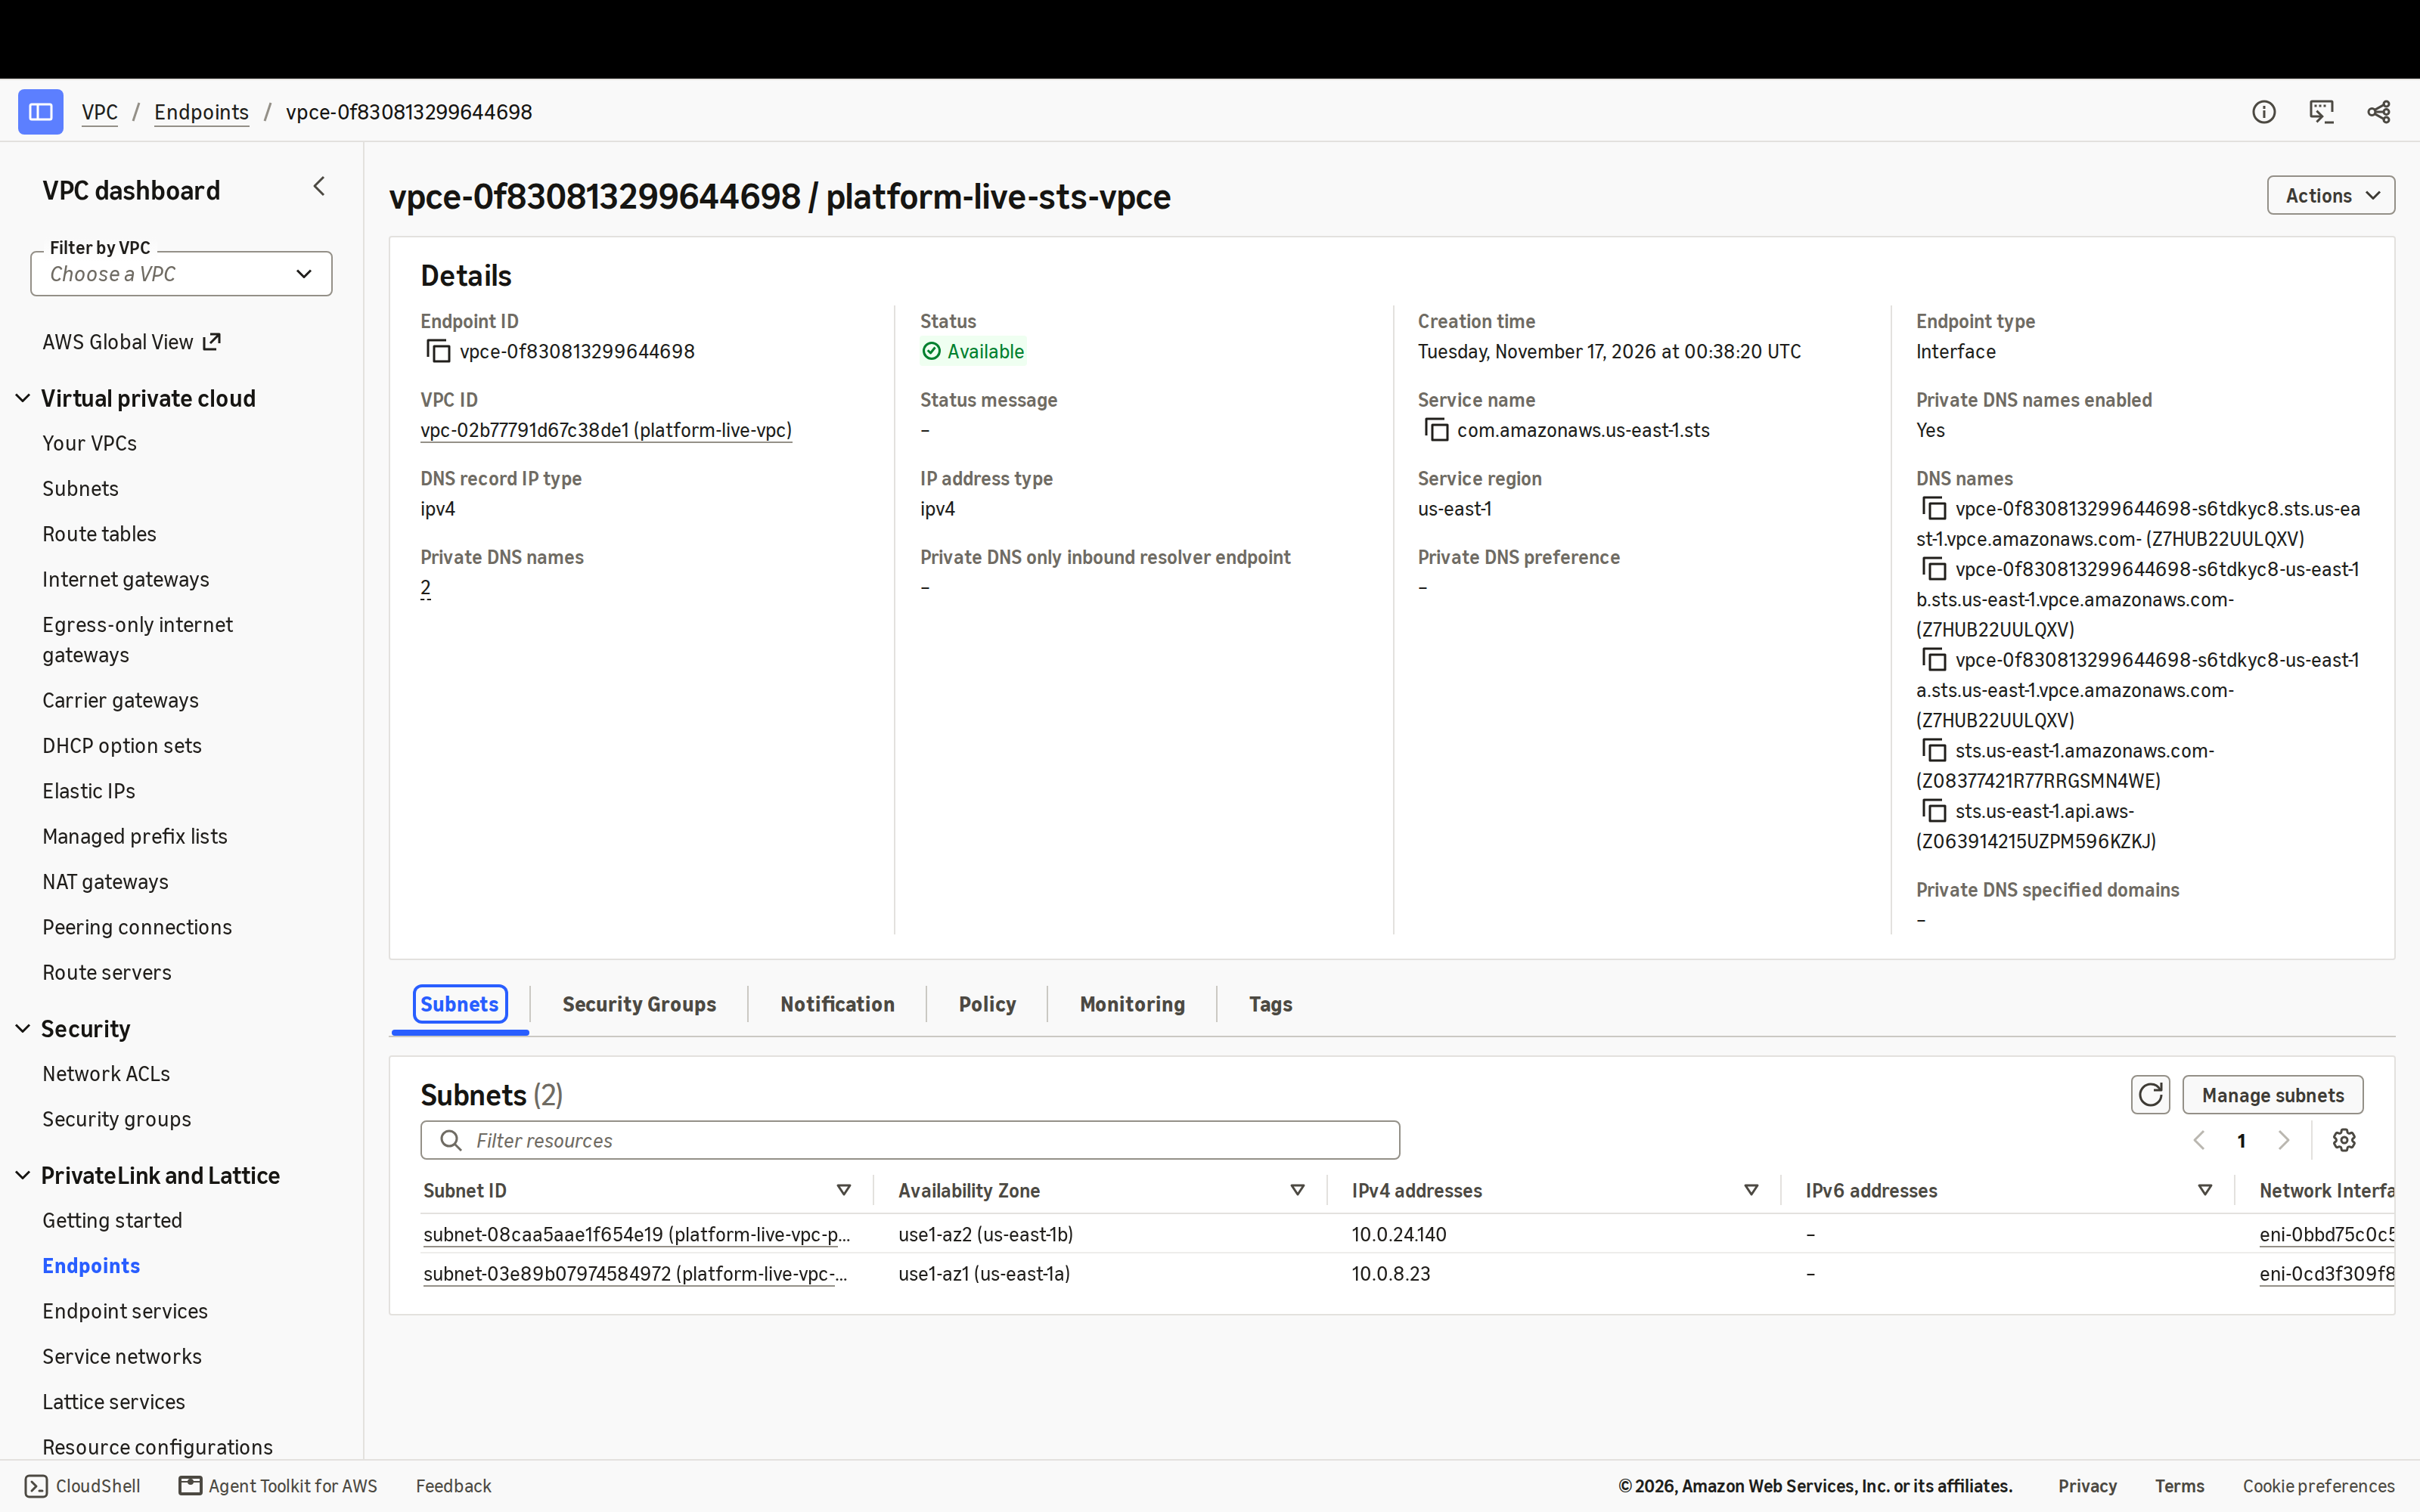 VPC / Endpoints / vpce-0f830813299644698
VPC dashboard
Filter by VPC
Choose a VPC
AWS Global View
Virtual private cloud
Your VPCs
Subnets
Route tables
Internet gateways
Egress-only internet
gateways
Carrier gateways
DHCP option sets
Elastic IPs
Managed prefix lists
NAT gateways
Peering connections
Route servers
Security
Network ACLs
Security groups
PrivateLink and Lattice
Getting started
Endpoints
Endpoint services
Service networks
Lattice services
Resource configurations
vpce-0f830813299644698 / platform-live-sts-vpce
Actions
Details
Endpoint ID
vpce-0f830813299644698
VPC ID
vpc-02b77791d67c38de1 (platform-live-vpc)
DNS record IP type
ipv4
Private DNS names
2
Status
Available
Status message
–
IP address type
ipv4
Private DNS only inbound resolver endpoint
–
Creation time
Tuesday, November 17, 2026 at 00:38:20 UTC
Service name
com.amazonaws.us-east-1.sts
Service region
us-east-1
Private DNS preference
–
Endpoint type
Interface
Private DNS names enabled
Yes
DNS names
vpce-0f830813299644698-s6tdkyc8.sts.us-ea
st-1.vpce.amazonaws.com- (Z7HUB22UULQXV)
vpce-0f830813299644698-s6tdkyc8-us-east-1
b.sts.us-east-1.vpce.amazonaws.com-
(Z7HUB22UULQXV)
vpce-0f830813299644698-s6tdkyc8-us-east-1
a.sts.us-east-1.vpce.amazonaws.com-
(Z7HUB22UULQXV)
sts.us-east-1.amazonaws.com-
(Z08377421R77RRGSMN4WE)
sts.us-east-1.api.aws-
(Z063914215UZPM596KZKJ)
Private DNS specified domains
–
Subnets
Security Groups
Notification
Policy
Monitoring
Tags
Subnets (2)
Manage subnets
Filter resources
1
Subnet ID
Availability Zone
IPv4 addresses
IPv6 addresses
Network Interfa
subnet-08caa5aae1f654e19 (platform-live-vpc-p... use1-az2 (us-east-1b) 10.0.24.140 – eni-0bbd75c0c5
subnet-03e89b07974584972 (platform-live-vpc-... use1-az1 (us-east-1a) 10.0.8.23 – eni-0cd3f309f8
CloudShell
Agent Toolkit for AWS
Feedback
© 2026, Amazon Web Services, Inc. or its affiliates.
Privacy
Terms
Cookie preferences